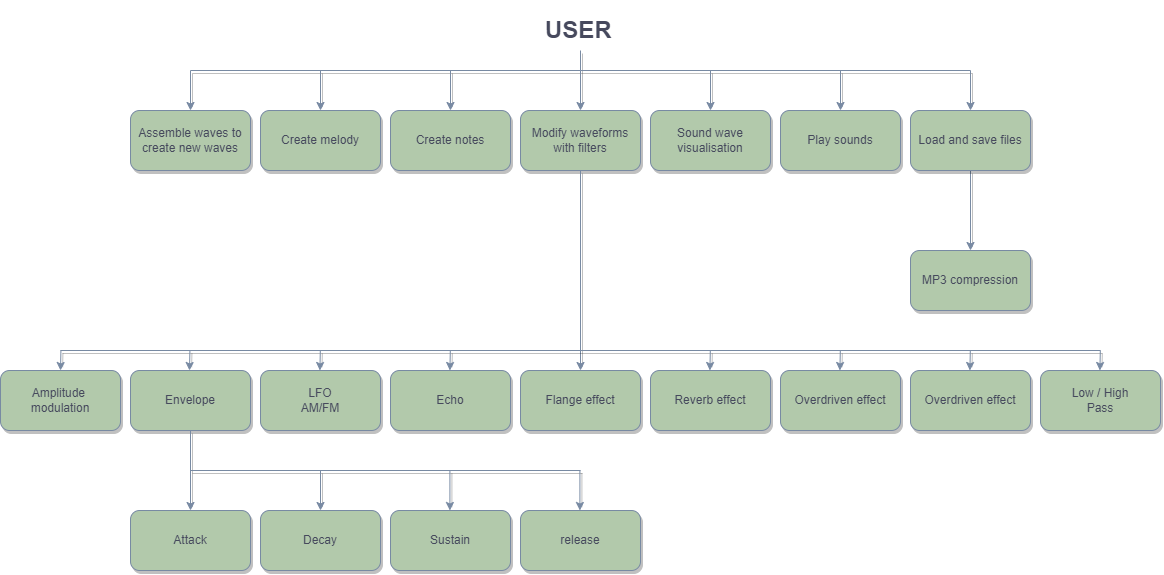 USER
Assemble waves to
create new waves
Create melody
Create notes
Modify waveforms
with filters
Sound wave
visualisation
Play sounds
Load and save files
MP3 compression
Amplitude
modulation
Envelope
LFO
AM/FM
Echo
Flange effect
Reverb effect
Overdriven effect
Overdriven effect
Low / High
Pass
Attack
Decay
Sustain
release